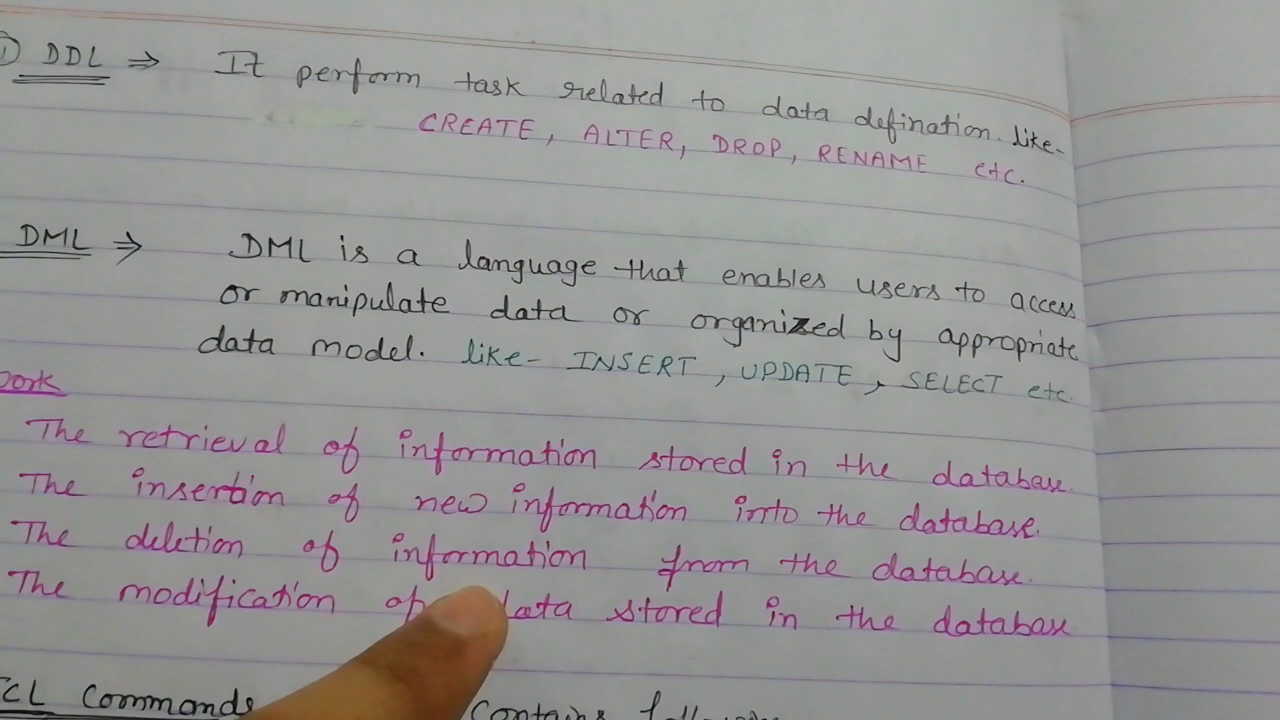 1) DDL ⇒ It perform task related to data defination. like-
CREATE, ALTER, DROP, RENAME etc.
DML ⇒ DML is a language that enables users to access
or manipulate data or organized by appropriate
data model. like- INSERT, UPDATE, SELECT etc.
The retrieval of information stored in the database.
The insertion of new information into the database.
The deletion of information from the database.
The modification of data stored in the database
CL Commands Contains